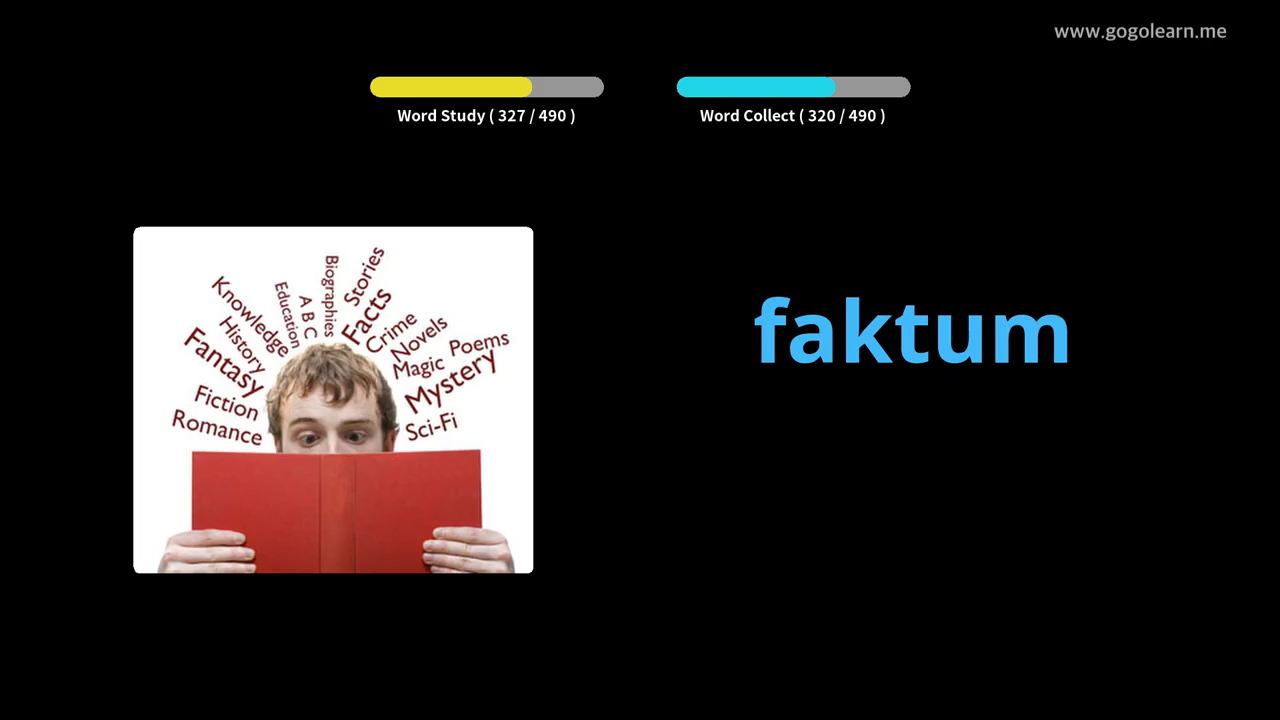 www.gogolearn.me
Word Study ( 327 / 490 )
Word Collect ( 320 / 490 )
Biographies
Stories
Education
A B C
Facts
Knowledge
History
Crime
Novels
Poems
Fantasy
Magic
Mystery
Fiction
Romance
Sci-Fi
faktum